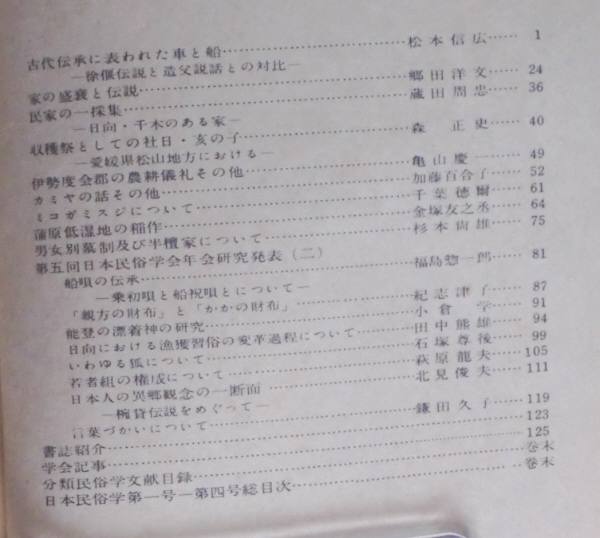 古代伝承に表われた車と船……………………松本信広……1
―徐偃伝説と造父説話との対比―
家の盛衰と伝説……………………郷田洋文……24
民家の一採集……………………蔵田周忠……36
―日向・千木のある家―
収穫祭としての社日・亥の子……………………森　正史……40
―愛媛県松山地方における―
伊勢度会郡の農耕儀礼その他……………………亀山慶一……49
カミヤの話その他……………………加藤百合子……52
ミコガミスジについて……………………千葉徳爾……61
蒲原低湿地の稲作……………………金塚友之丞……64
男女別墓制及び半檀家について……………………杉本尚雄……75
第五回日本民俗学会年会研究発表（二）
船唄の伝承……………………福島惣一郎……81
―乗初唄と船祝唄とについて―
「親方の財布」と「かかの財布」……………………紀志津子……87
能登の漂着神の研究……………………小倉　学……91
日向における漁獲習俗の変革過程について……………………田中熊雄……94
いわゆる狐について……………………石塚尊後……99
若者組の権成について……………………萩原龍夫……105
日本人の異郷観念の一断面……………………北見俊夫……111
―椀貸伝説をめぐって―
言葉づかいについて……………………鎌田久子……119
書誌紹介……………………123
学会記事……………………125
分類民俗学文献目録……………………巻末
日本民俗学第一号―第四号総目次……………………巻末